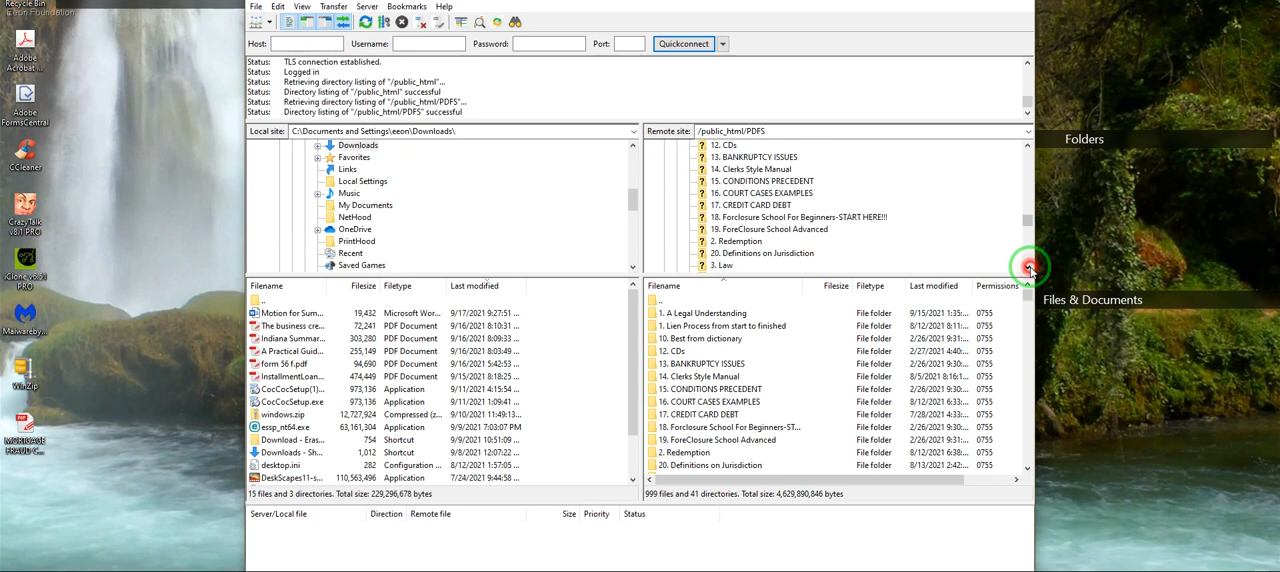 Recycle Bin
Eeon Foundation
Adobe
Acrobat ...
Adobe
FormsCentral
CCleaner
CrazyTalk
v8.1 PRO
iClone v6.51
PRO
Malwareby...
WinZip
MORTGAGE
FRAUD C...
File Edit View Transfer Server Bookmarks Help
Host: Username: Password: Port: Quickconnect
Status: TLS connection established.
Status: Logged in
Status: Retrieving directory listing of "/public_html"...
Status: Directory listing of "/public_html" successful
Status: Retrieving directory listing of "/public_html/PDFS"...
Status: Directory listing of "/public_html/PDFS" successful
Local site: C:\Documents and Settings\eeon\Downloads\
Downloads
Favorites
Links
Local Settings
Music
My Documents
NetHood
OneDrive
PrintHood
Recent
Saved Games
Remote site: /public_html/PDFS
12. CDs
13. BANKRUPTCY ISSUES
14. Clerks Style Manual
15. CONDITIONS PRECEDENT
16. COURT CASES EXAMPLES
17. CREDIT CARD DEBT
18. Forclosure School For Beginners-START HERE!!!
19. ForeClosure School Advanced
2. Redemption
20. Definitions on Jurisdiction
3. Law
Filename Filesize Filetype Last modified
..
Motion for Sum... 19,432 Microsoft Wor... 9/17/2021 9:27:51 ...
The business cre... 72,241 PDF Document 9/16/2021 8:10:31 ...
Indiana Summar... 303,280 PDF Document 9/16/2021 8:09:33 ...
A Practical Guid... 255,149 PDF Document 9/16/2021 8:03:49 ...
form 56 f.pdf 94,690 PDF Document 9/16/2021 5:42:53 ...
InstallmentLoan... 474,449 PDF Document 9/15/2021 8:18:25 ...
CocCocSetup(1)... 973,136 Application 9/11/2021 4:15:54 ...
CocCocSetup.exe 973,136 Application 9/11/2021 1:09:41 ...
windows.zip 12,727,924 Compressed (z... 9/10/2021 11:49:13...
essp_nt64.exe 63,161,304 Application 9/9/2021 7:03:07 PM
Download - Eras... 754 Shortcut 9/9/2021 10:51:09 ...
Downloads - Sh... 1,012 Shortcut 9/8/2021 12:07:22 ...
desktop.ini 282 Configuration ... 8/12/2021 1:57:05 ...
DeskScapes11-s... 110,563,496 Application 7/24/2021 9:44:58 ...
15 files and 3 directories. Total size: 229,296,678 bytes
Filename Filesize Filetype Last modified Permissions
..
1. A Legal Understanding File folder 9/15/2021 1:35:... 0755
1. Lien Process from start to finished File folder 8/12/2021 8:11:... 0755
10. Best from dictionary File folder 2/26/2021 9:31:... 0755
12. CDs File folder 2/27/2021 4:40:... 0755
13. BANKRUPTCY ISSUES File folder 2/26/2021 9:30:... 0755
14. Clerks Style Manual File folder 8/5/2021 8:16:1... 0755
15. CONDITIONS PRECEDENT File folder 2/26/2021 9:30:... 0755
16. COURT CASES EXAMPLES File folder 8/12/2021 6:33:... 0755
17. CREDIT CARD DEBT File folder 7/28/2021 4:33:... 0755
18. Forclosure School For Beginners-ST... File folder 2/26/2021 9:30:... 0755
19. ForeClosure School Advanced File folder 2/26/2021 9:31:... 0755
2. Redemption File folder 8/12/2021 6:38:... 0755
20. Definitions on Jurisdiction File folder 8/13/2021 2:42:... 0755
999 files and 41 directories. Total size: 4,629,890,846 bytes
Server/Local file Direction Remote file Size Priority Status
Folders
Files & Documents